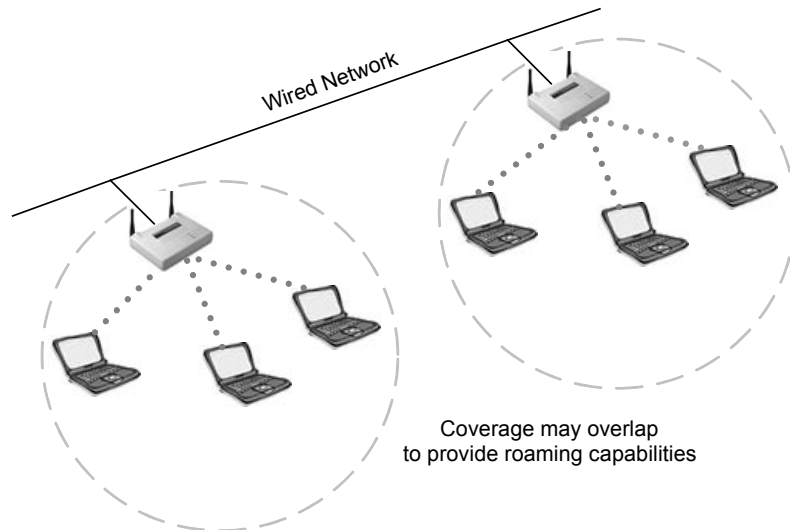 Wired Network
Coverage may overlap
to provide roaming capabilities